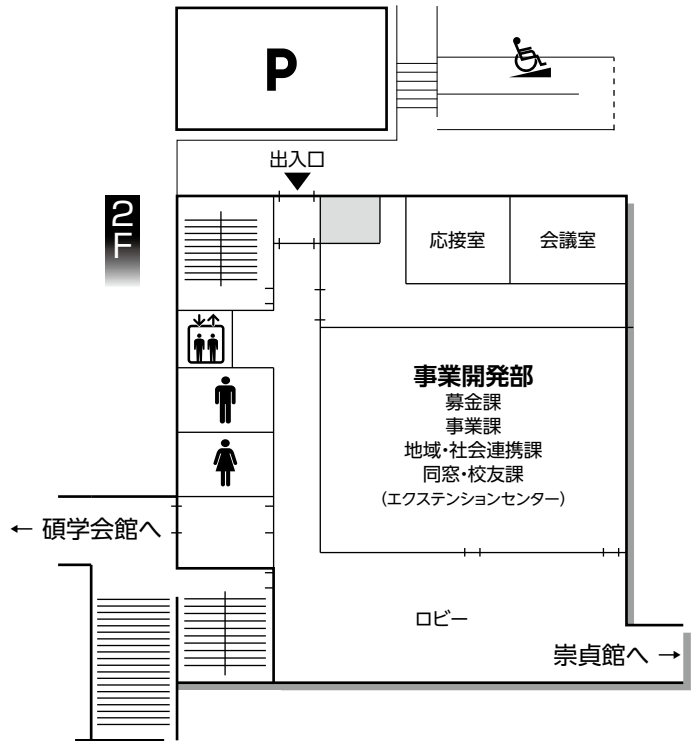 P
出入口
2F
応接室
会議室
事業開発部
募金課
事業課
地域・社会連携課
同窓・校友課
(エクステンションセンター)
← 碩学会館へ
ロビー
崇貞館へ →